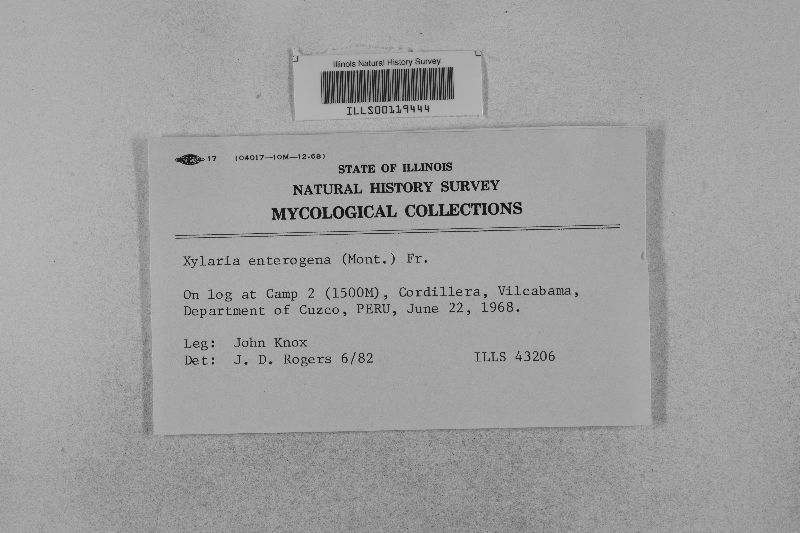 Illinois Natural History Survey
ILLS00119444
17 (04017—10M—12-68)
STATE OF ILLINOIS
NATURAL HISTORY SURVEY
MYCOLOGICAL COLLECTIONS
Xylaria enterogena (Mont.) Fr.
On log at Camp 2 (1500M), Cordillera, Vilcabama,
Department of Cuzco, PERU, June 22, 1968.
Leg: John Knox
Det: J. D. Rogers 6/82 ILLS 43206